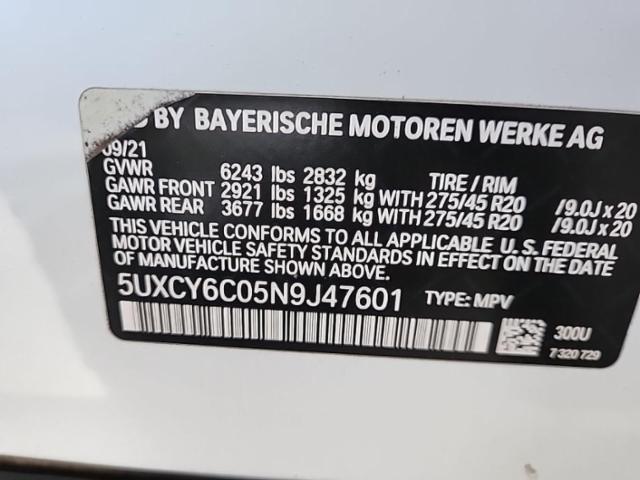 BY BAYERISCHE MOTOREN WERKE AG
09/21
GVWR 6243 lbs 2832 kg TIRE / RIM
GAWR FRONT 2921 lbs 1325 kg WITH 275/45 R20 /9.0J x 20
GAWR REAR 3677 lbs 1668 kg WITH 275/45 R20 /9.0J x 20
THIS VEHICLE CONFORMS TO ALL APPLICABLE U.S. FEDERAL
MOTOR VEHICLE SAFETY STANDARDS IN EFFECT ON THE
DATE OF MANUFACTURE SHOWN ABOVE.
5UXCY6C05N9J47601 TYPE: MPV
300U
7 320 729